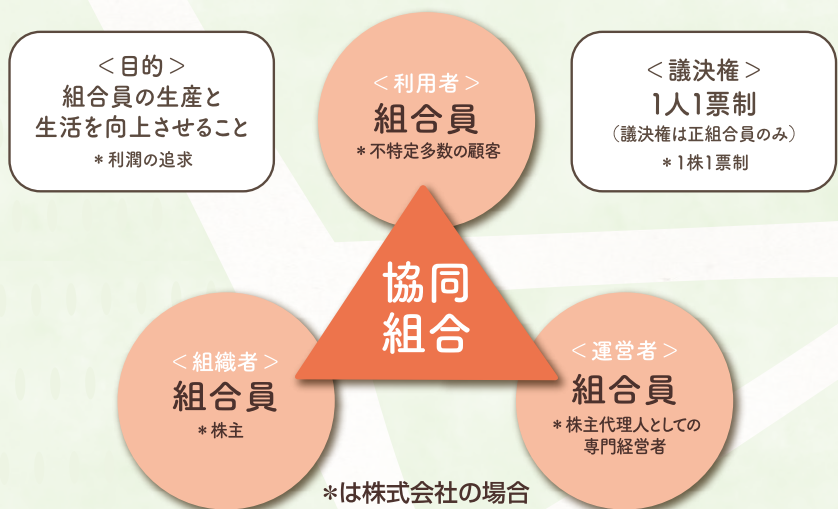 ＜目的＞
組合員の生産と
生活を向上させること
＊利潤の追求
＜利用者＞
組合員
＊不特定多数の顧客
＜議決権＞
1人1票制
（議決権は正組合員のみ）
＊1株1票制
協同
組合
＜組織者＞
組合員
＊株主
＜運営者＞
組合員
＊株主代理人としての
専門経営者
＊は株式会社の場合